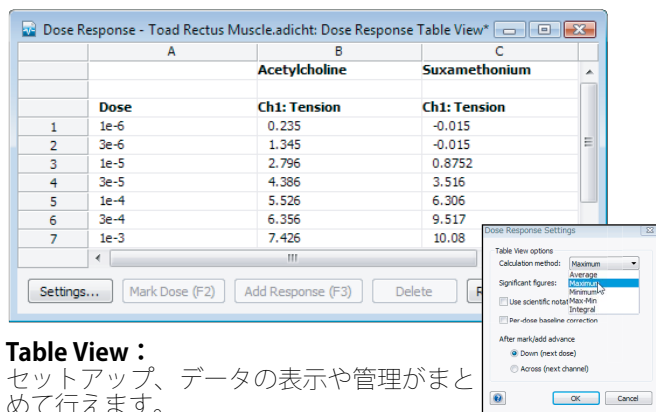 Dose Response - Toad Rectus Muscle.adicht: Dose Response Table View*
A B C
Acetylcholine Suxamethonium
Dose Ch1: Tension Ch1: Tension
1 1e-6 0.235 -0.015
2 3e-6 1.345 -0.015
3 1e-5 2.796 0.8752
4 3e-5 4.386 3.516
5 1e-4 5.526 6.306
6 3e-4 6.356 9.517
7 1e-3 7.426 10.08
Settings... Mark Dose (F2) Add Response (F3) Delete
Dose Response Settings
Table View options
Calculation method: Maximum
Average
Significant figures: Maximum
Minimum
Use scientific notat Max-Min
Integral
Per-dose baseline correction
After mark/add advance
Down (next dose)
Across (next channel)
OK Cancel
Table View：
セットアップ、データの表示や管理がまと
めて行えます。